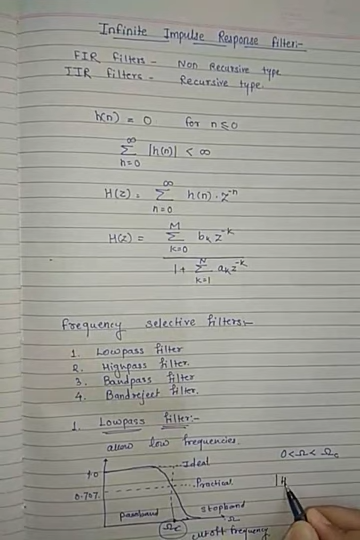 Infinite Impulse Response filter:-
FIR filters - Non Recursive type
IIR filters - Recursive type.
h(n) = 0 for n ≤ 0
∞
∑ |h(n)| < ∞
n=0
∞
H(z) = ∑ h(n) · z⁻ⁿ
n=0
M
∑ bₖ z⁻ᵏ
H(z) = k=0
N
1 + ∑ aₖ z⁻ᵏ
k=1
Frequency selective filters:-
1. Lowpass filter
2. Highpass filter.
3. Bandpass filter
4. Bandreject filter.
1. Lowpass filter:-
allow low frequencies.
Ideal 0 < Ω < Ωc
1.0
Practical
0.707
passband stopband
Ω
Ωc
cutoff frequency